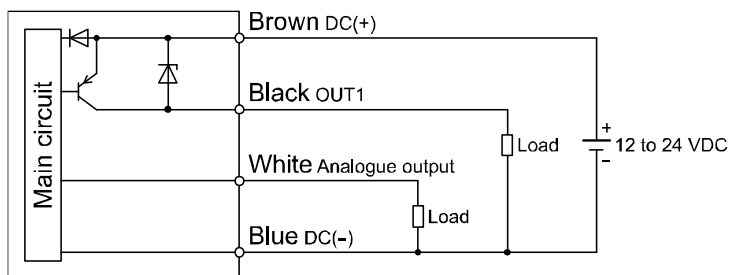 Main circuit
Brown DC(+)
Black OUT1
Load
+
-
12 to 24 VDC
White Analogue output
Load
Blue DC(-)